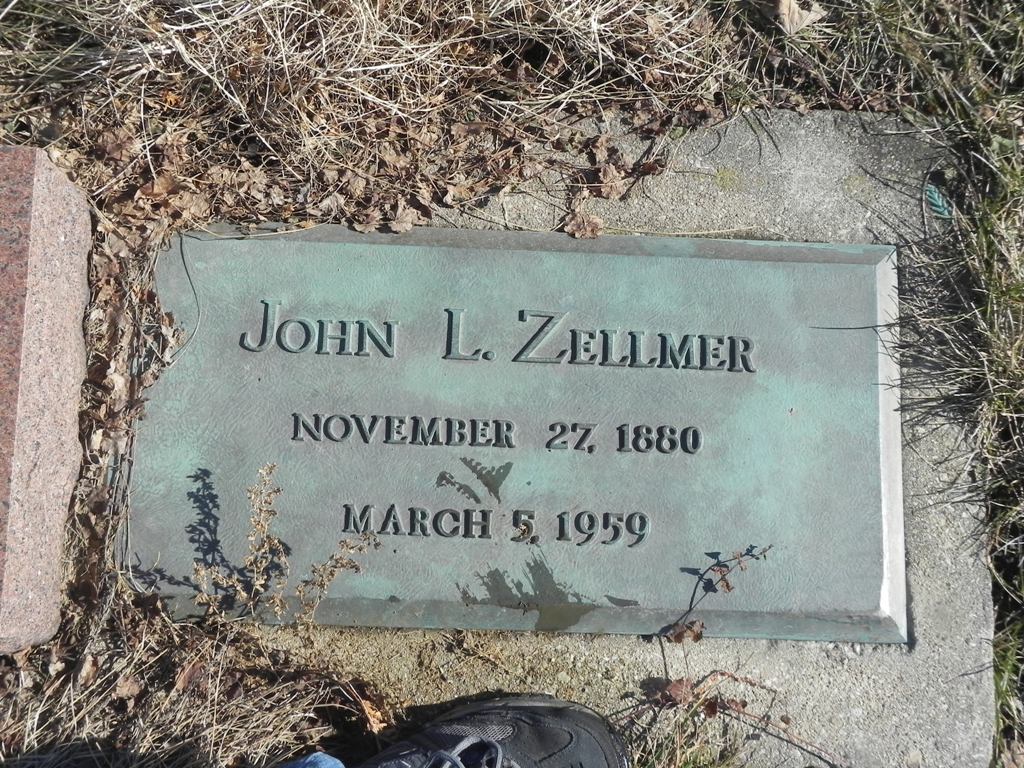 John L. Zellmer
NOVEMBER 27, 1880
MARCH 5, 1959